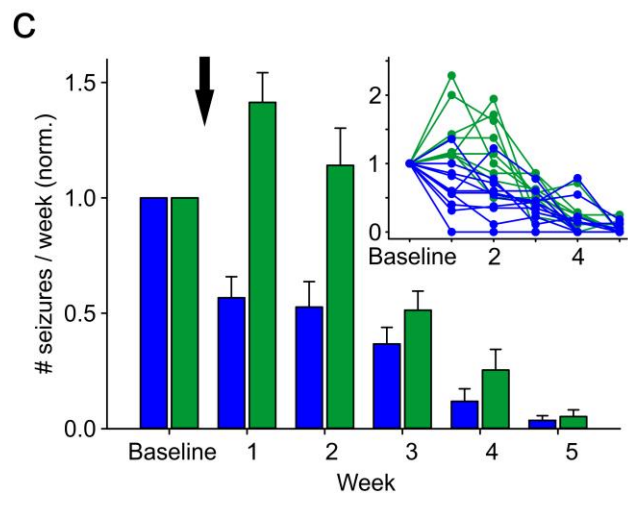 C
# seizures / week (norm.)
1.5
1.0
0.5
0.0
2
1
0
Baseline 2 4
Baseline 1 2 3 4 5
Week